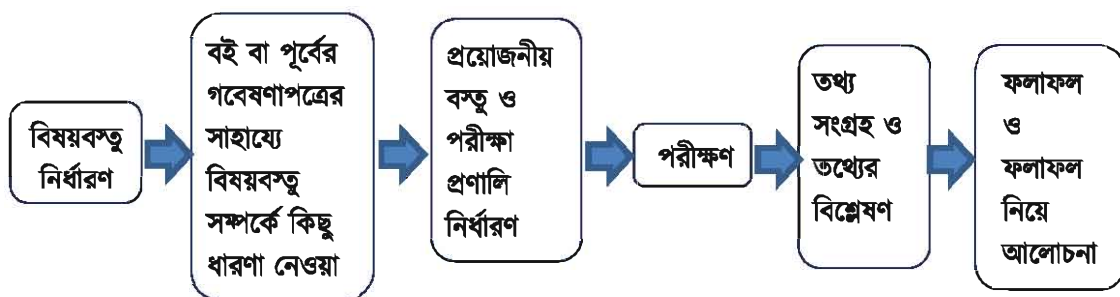 বিষয়বস্তু
নির্ধারণ
বই বা পূর্বের
গবেষণাপত্রের
সাহায্যে
বিষয়বস্তু
সম্পর্কে কিছু
ধারণা নেওয়া
প্রয়োজনীয়
বস্তু ও
পরীক্ষা
প্রণালি
নির্ধারণ
পরীক্ষণ
তথ্য
সংগ্রহ ও
তথ্যের
বিশ্লেষণ
ফলাফল
ও
ফলাফল
নিয়ে
আলোচনা